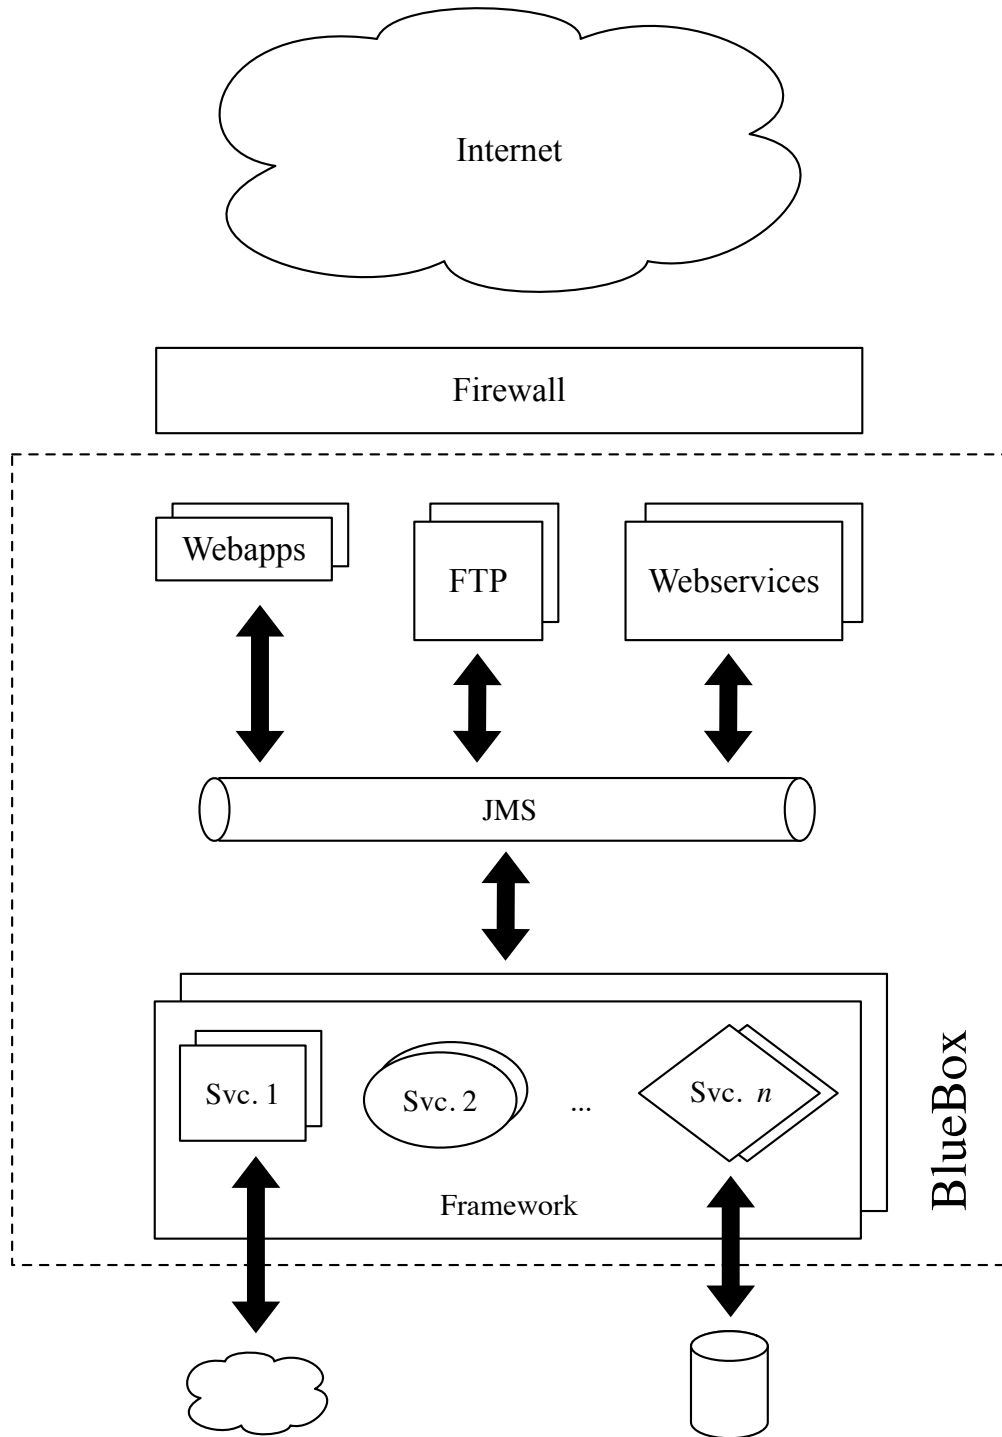 Internet
Firewall
Webapps
FTP
Webservices
JMS
Svc. 1
Svc. 2
...
Svc. n
Framework
BlueBox